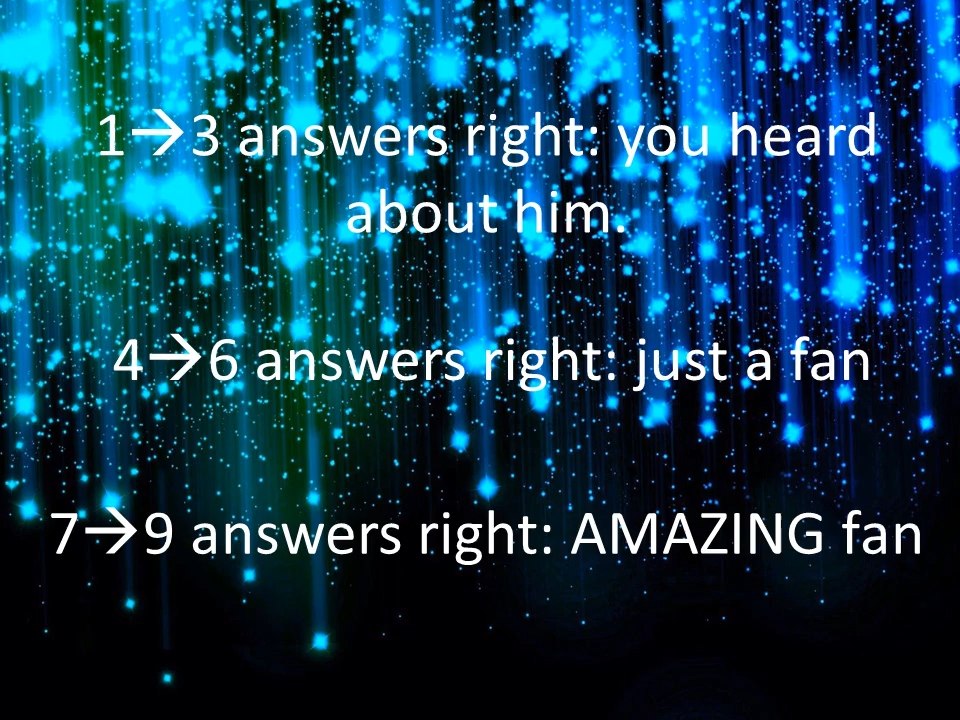 1→3 answers right: you heard
about him.
4→6 answers right: just a fan
7→9 answers right: AMAZING fan